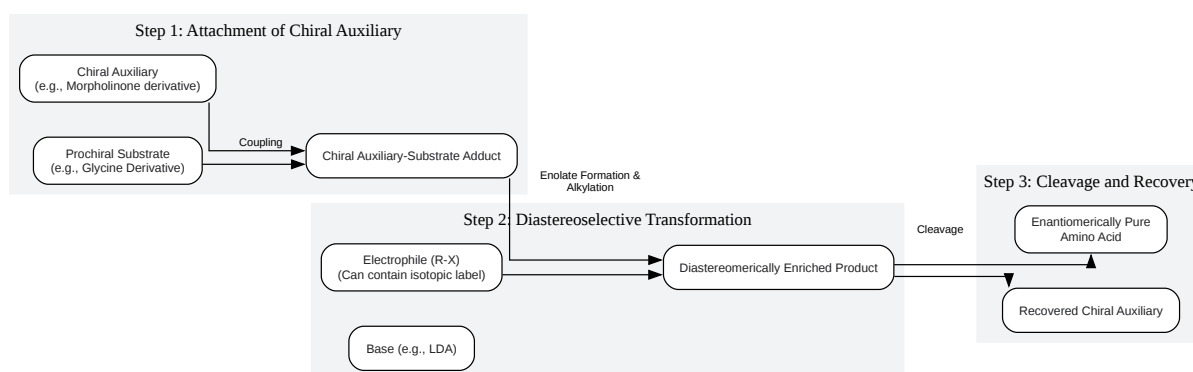 Step 1: Attachment of Chiral Auxiliary
Chiral Auxiliary
(e.g., Morpholinone derivative)
Coupling
Prochiral Substrate
(e.g., Glycine Derivative)
Chiral Auxiliary-Substrate Adduct
Enolate Formation &
Alkylation
Step 2: Diastereoselective Transformation
Electrophile (R-X)
(Can contain isotopic label)
Diastereomerically Enriched Product
Base (e.g., LDA)
Cleavage
Step 3: Cleavage and Recovery
Enantiomerically Pure
Amino Acid
Recovered Chiral Auxiliary